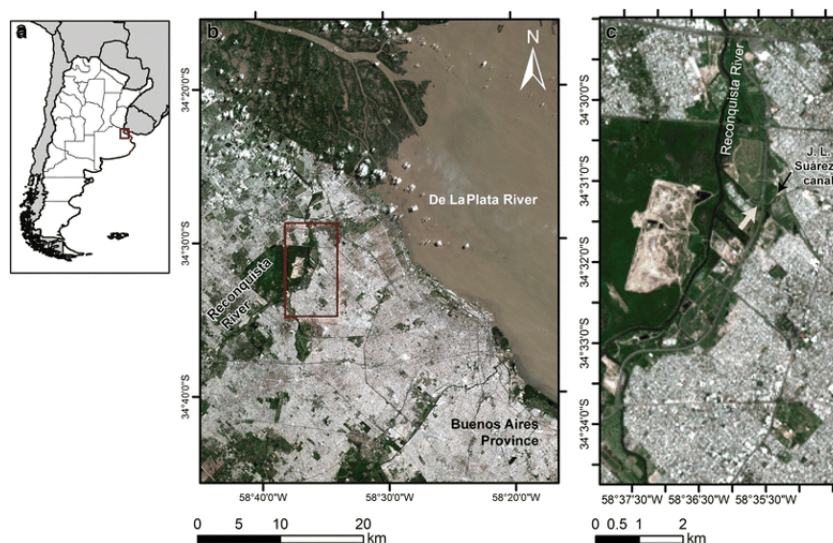 a
b
N
34°20'0"S
34°30'0"S
34°40'0"S
De LaPlata River
Reconquista
River
Buenos Aires
Province
58°40'0"W
58°30'0"W
58°20'0"W
0
5
10
20
km
c
Reconquista River
J. L.
Suárez
canal
34°30'0"S
34°31'0"S
34°32'0"S
34°33'0"S
34°34'0"S
58°37'30"W
58°36'30"W
58°35'30"W
0
0.5
1
2
km